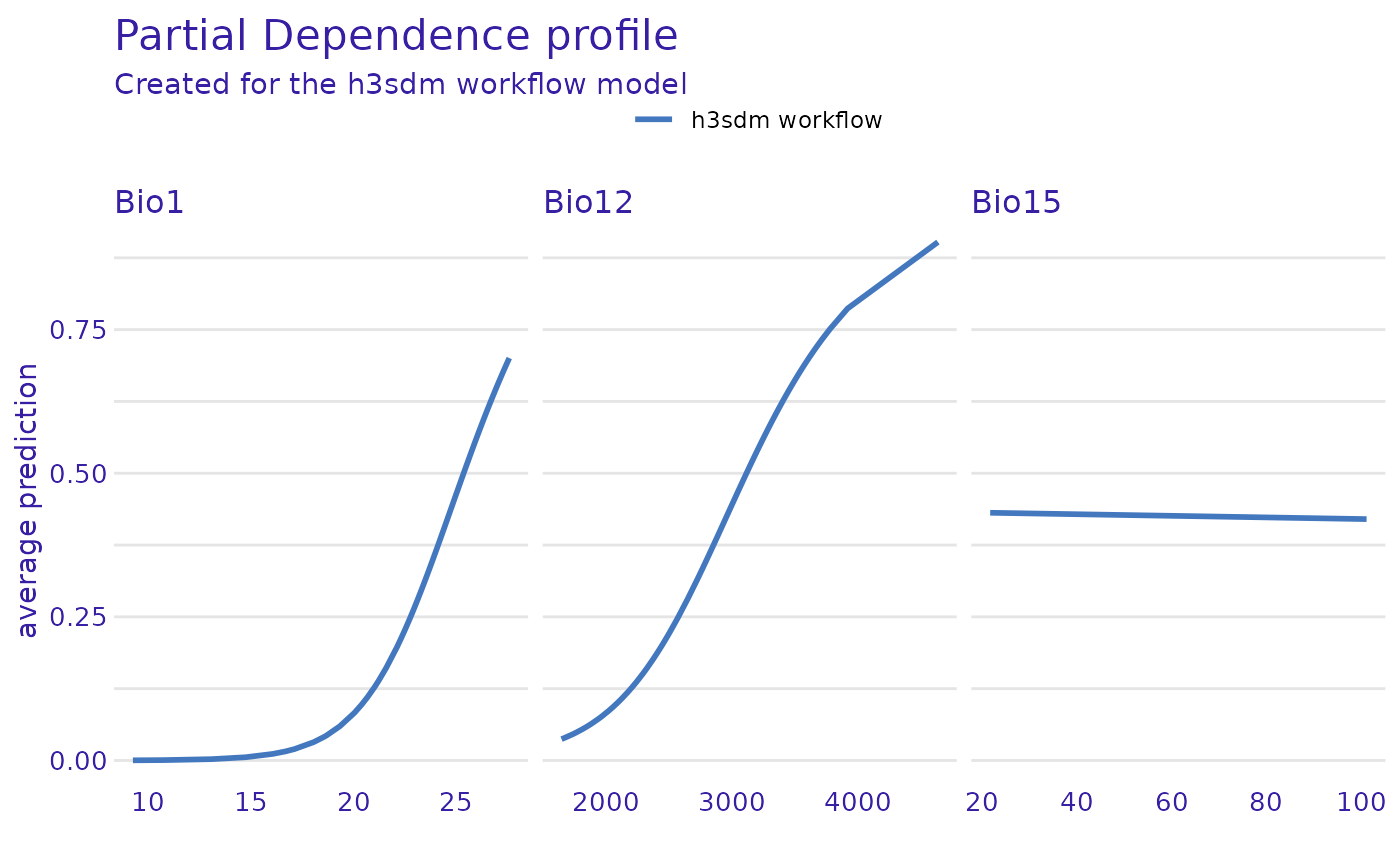 Partial Dependence profile
Created for the h3sdm workflow model
h3sdm workflow
Bio1
Bio12
Bio15
average prediction
0.75
0.50
0.25
0.00
10 15 20 25
2000 3000 4000
20 40 60 80 100